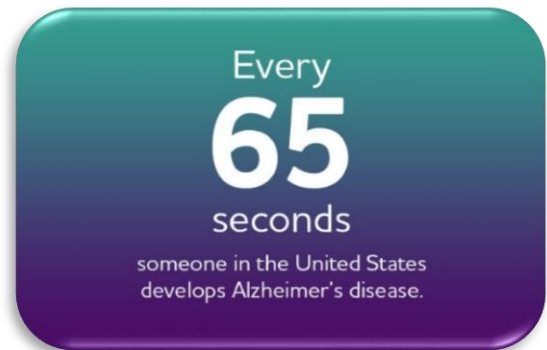 Every
65
seconds
someone in the United States
develops Alzheimer's disease.